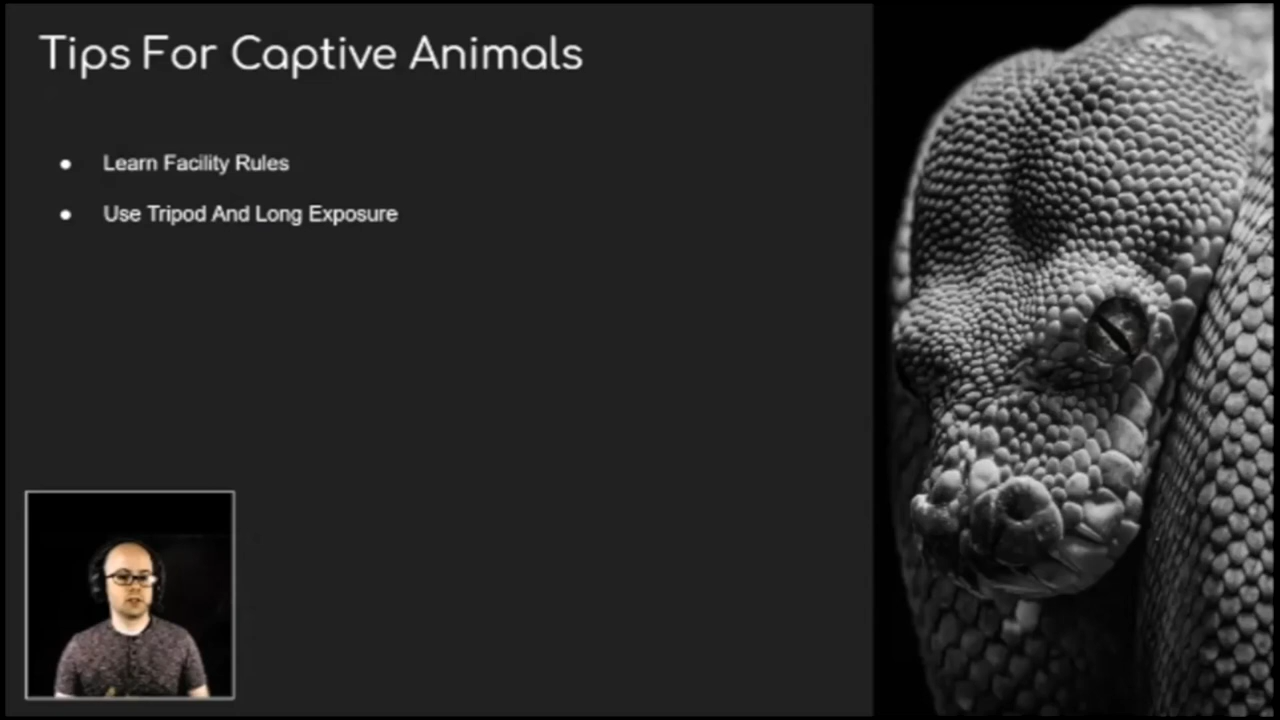 Tips For Captive Animals
● Learn Facility Rules
● Use Tripod And Long Exposure